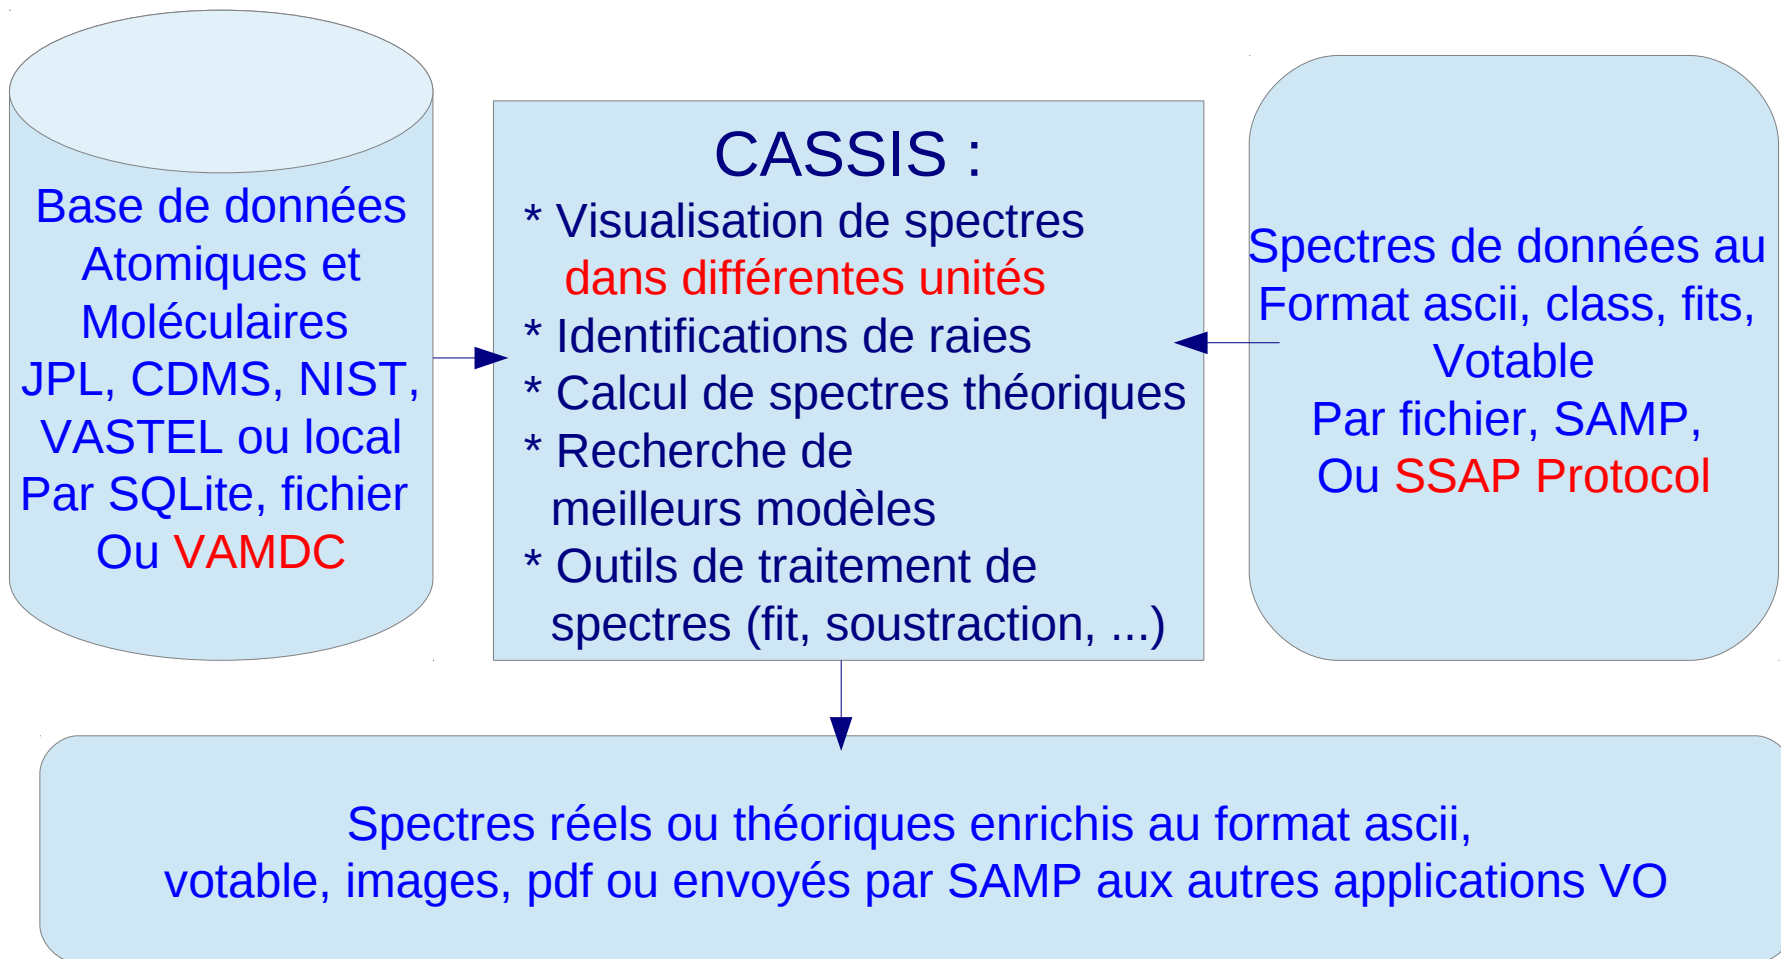 Base de données
Atomiques et
Moléculaires
JPL, CDMS, NIST,
VASTEL ou local
Par SQLite, fichier
Ou VAMDC
CASSIS :
* Visualisation de spectres
dans différentes unités
* Identifications de raies
* Calcul de spectres théoriques
* Recherche de
meilleurs modèles
* Outils de traitement de
spectres (fit, soustraction, ...)
Spectres de données au
Format ascii, class, fits,
Votable
Par fichier, SAMP,
Ou SSAP Protocol
Spectres réels ou théoriques enrichis au format ascii,
votable, images, pdf ou envoyés par SAMP aux autres applications VO